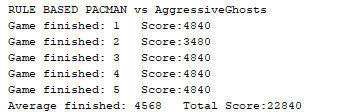 RULE BASED PACMAN vs AggressiveGhosts
Game finished: 1   Score:4840
Game finished: 2   Score:3480
Game finished: 3   Score:4840
Game finished: 4   Score:4840
Game finished: 5   Score:4840
Average finished: 4568   Total Score:22840